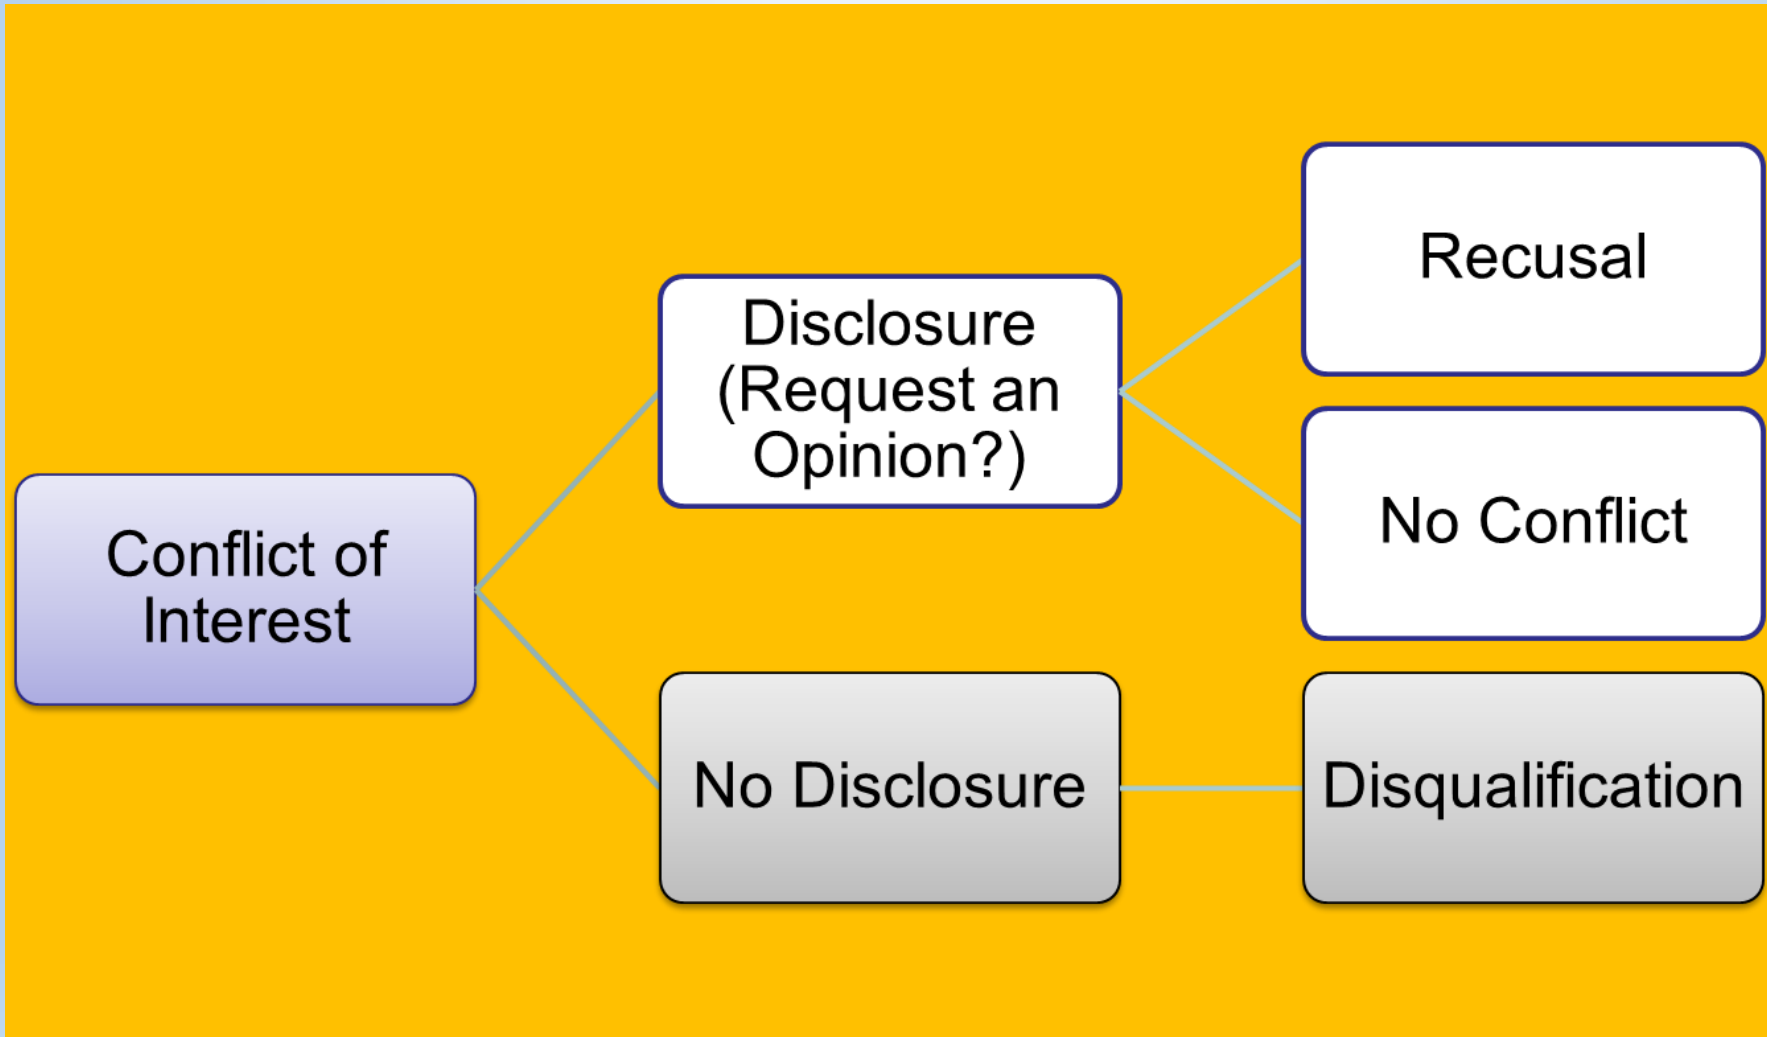 Conflict of
Interest
Disclosure
(Request an
Opinion?)
Recusal
No Conflict
No Disclosure
Disqualification